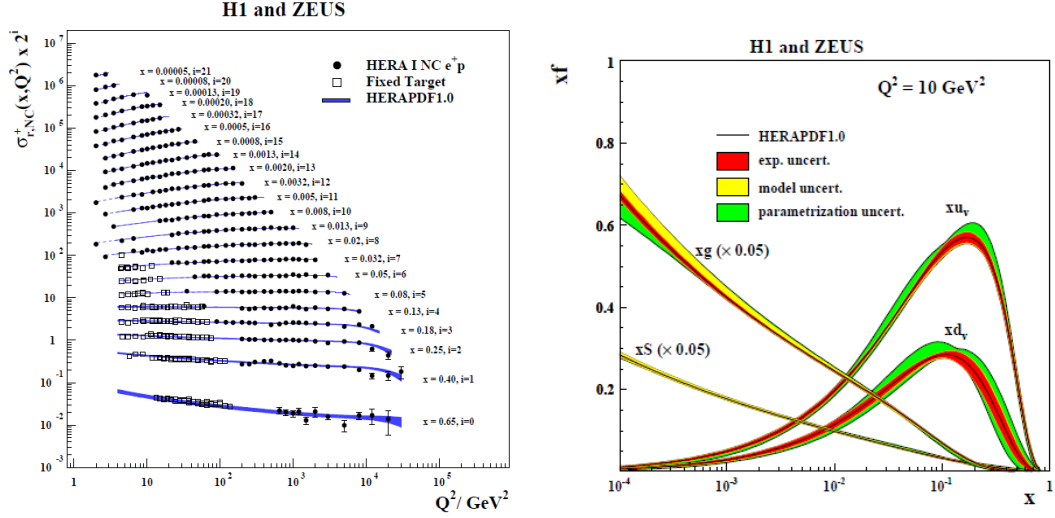 H1 and ZEUS
σ⁺r,NC(x,Q²) x 2ⁱ
10⁷
10⁶
10⁵
10⁴
10³
10²
10
1
10⁻¹
10⁻²
10⁻³
HERA I NC e⁺p
Fixed Target
HERAPDF1.0
x = 0.00005, i=21
x = 0.00008, i=20
x = 0.00013, i=19
x = 0.00020, i=18
x = 0.00032, i=17
x = 0.0005, i=16
x = 0.0008, i=15
x = 0.0013, i=14
x = 0.0020, i=13
x = 0.0032, i=12
x = 0.005, i=11
x = 0.008, i=10
x = 0.013, i=9
x = 0.02, i=8
x = 0.032, i=7
x = 0.05, i=6
x = 0.08, i=5
x = 0.13, i=4
x = 0.18, i=3
x = 0.25, i=2
x = 0.40, i=1
x = 0.65, i=0
1 10 10² 10³ 10⁴ 10⁵
Q²/ GeV²
H1 and ZEUS
xf
1
0.8
0.6
0.4
0.2
Q² = 10 GeV²
HERAPDF1.0
exp. uncert.
model uncert.
parametrization uncert.
xuᵥ
xg (× 0.05)
xdᵥ
xS (× 0.05)
10⁻⁴ 10⁻³ 10⁻² 10⁻¹ 1
x